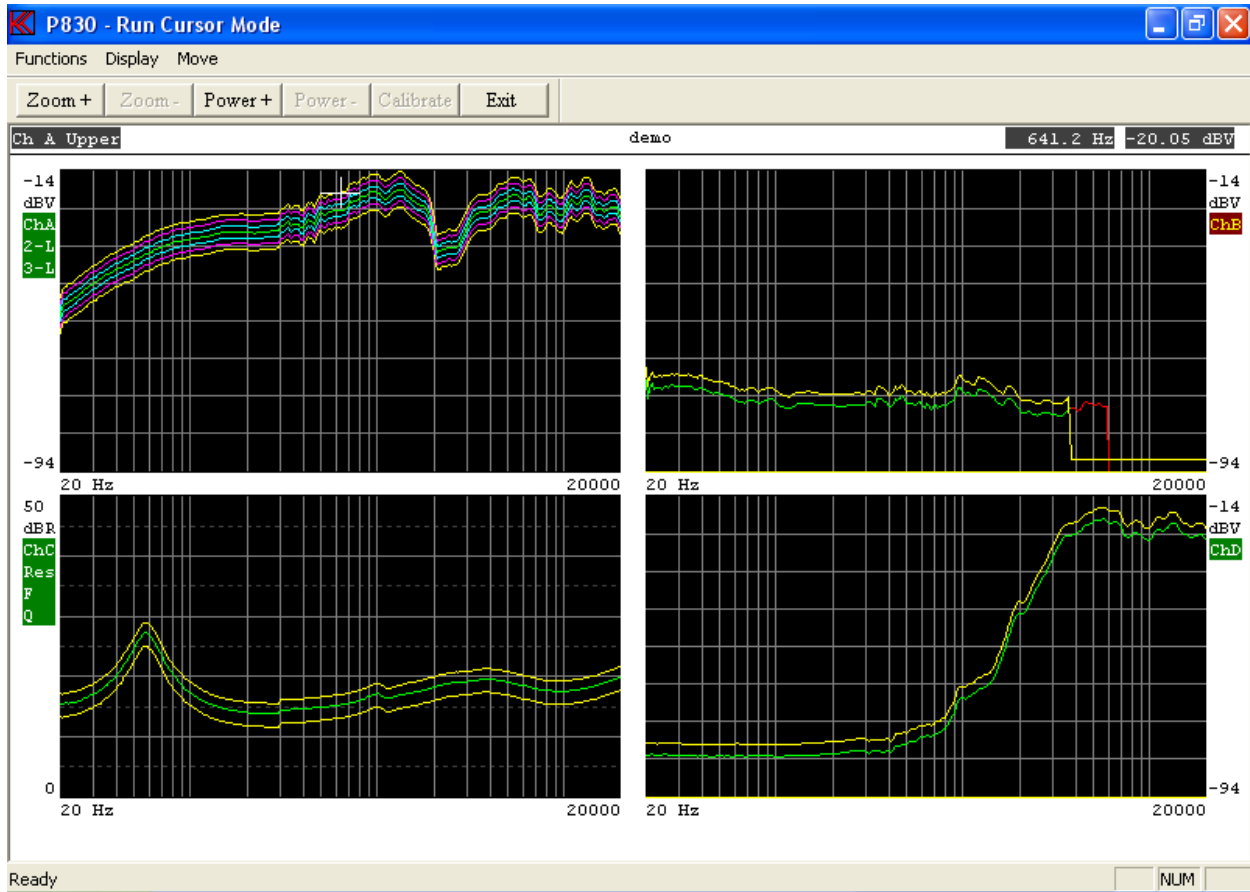 P830 - Run Cursor Mode
Functions Display Move
Zoom + Zoom - Power + Power - Calibrate Exit
Ch A Upper demo 641.2 Hz -20.05 dBV
-14
dBV
ChA
2-L
3-L
-94
20 Hz 20000
-14
dBV
ChB
-94
20 Hz 20000
50
dBR
ChC
Res
F
Q
0
20 Hz 20000
-14
dBV
ChD
-94
20 Hz 20000
Ready NUM